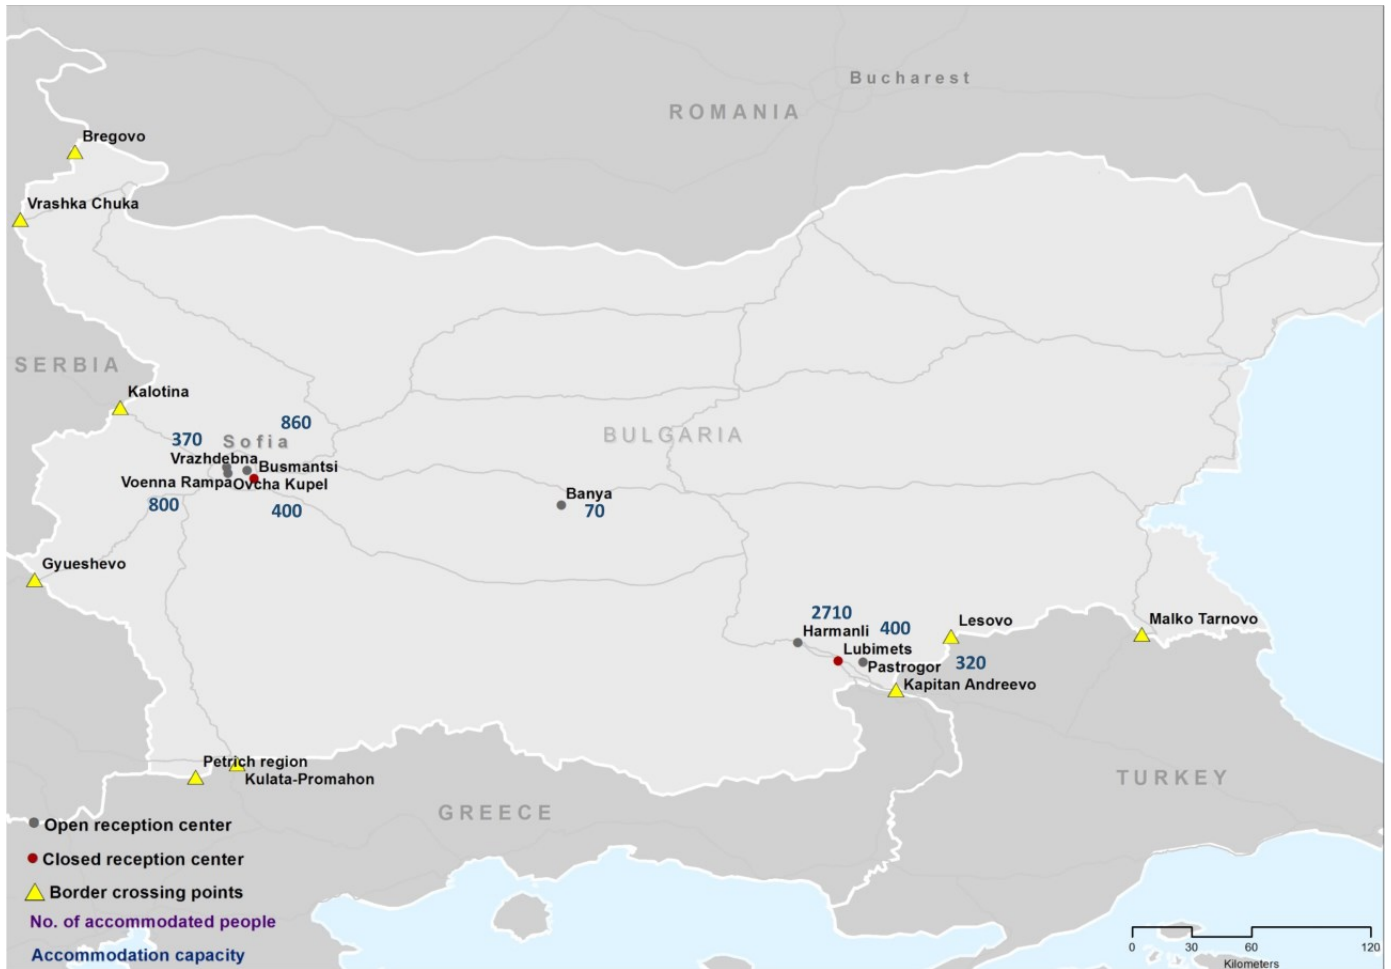 Bucharest
ROMANIA
Bregovo
Vrashka Chuka
SERBIA
Kalotina
860
370
Sofia
BULGARIA
Vrazhdebna
Busmantsi
Voenna Rampa
Ovcha Kupel
800
400
Banya
70
Gyueshevo
2710
Harmanli
400
Lesovo
Malko Tarnovo
Lubimets
Pastrogor
320
Kapitan Andreevo
Petrich region
Kulata-Promahon
TURKEY
GREECE
Open reception center
Closed reception center
Border crossing points
No. of accommodated people
Accommodation capacity
0 30 60 120
Kilometers